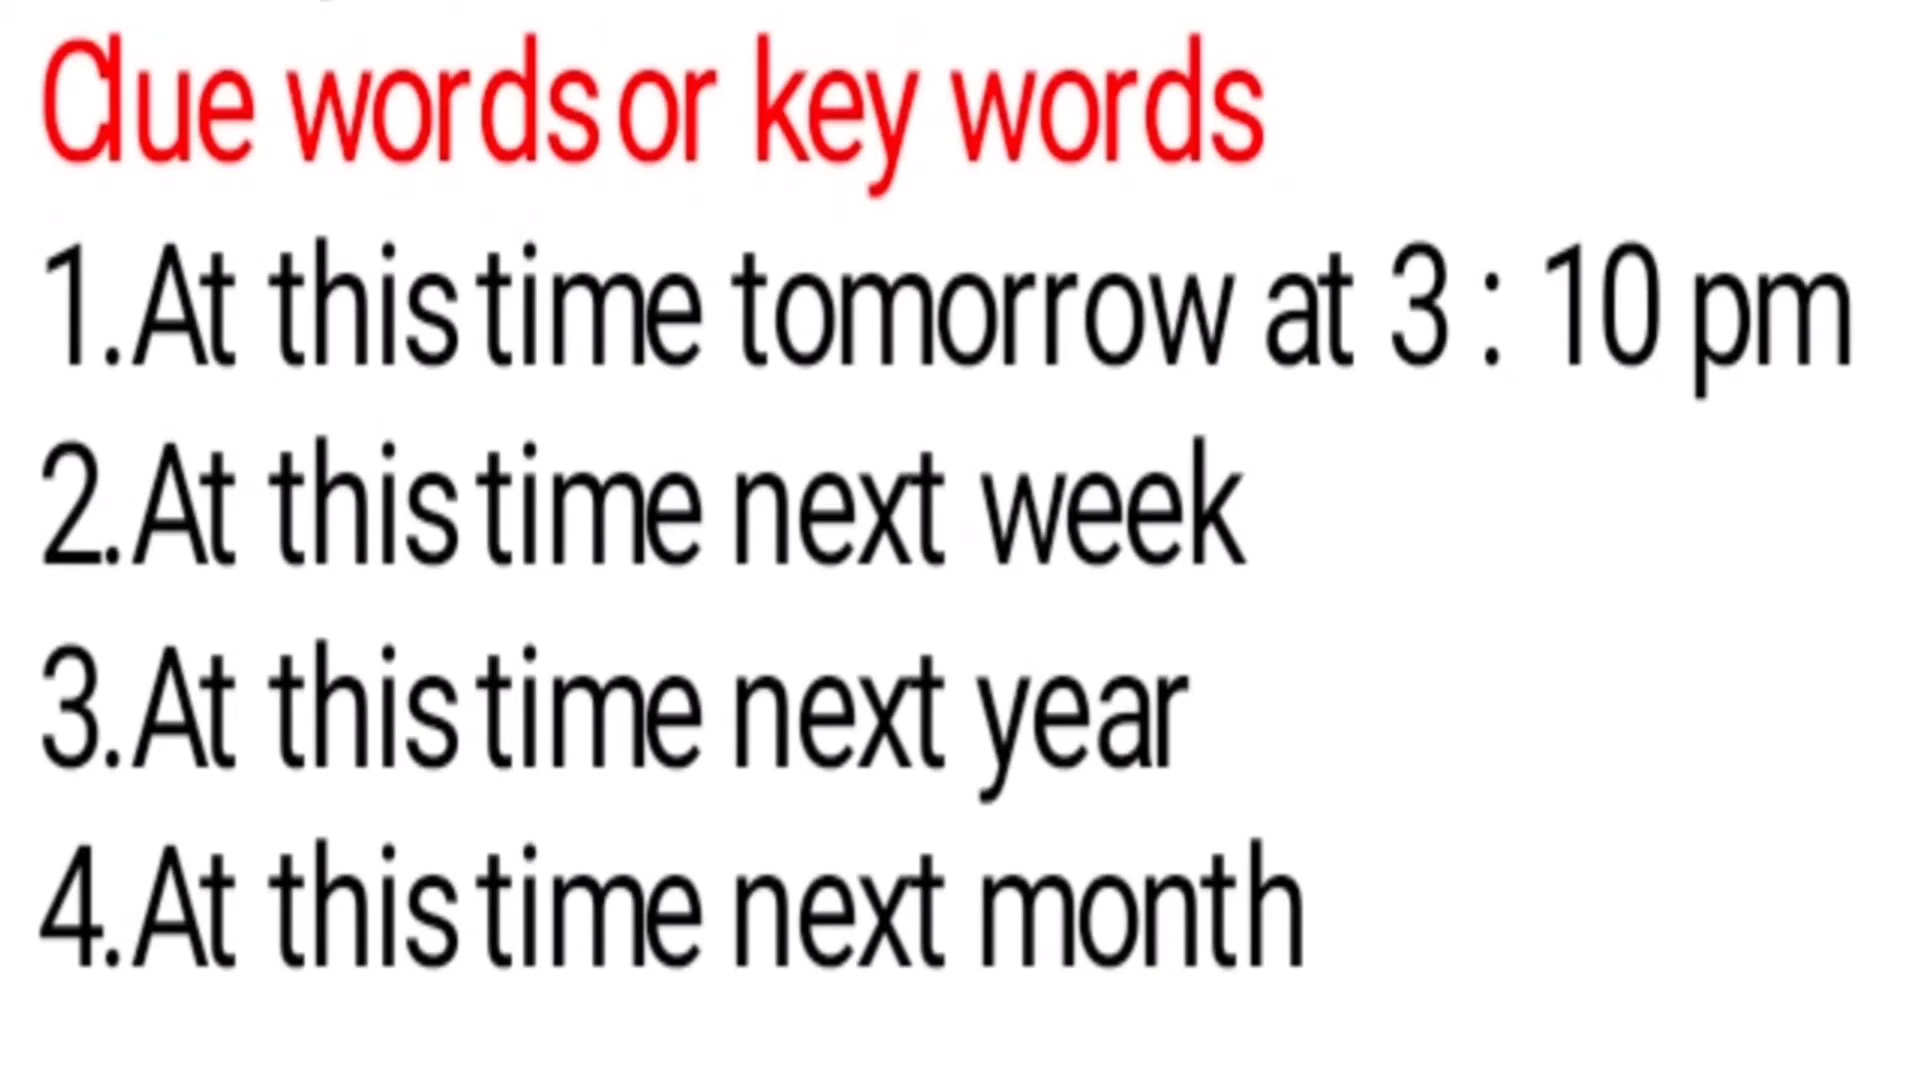 Clue words or key words
1.At this time tomorrow at 3 : 10 pm
2.At this time next week
3.At this time next year
4.At this time next month